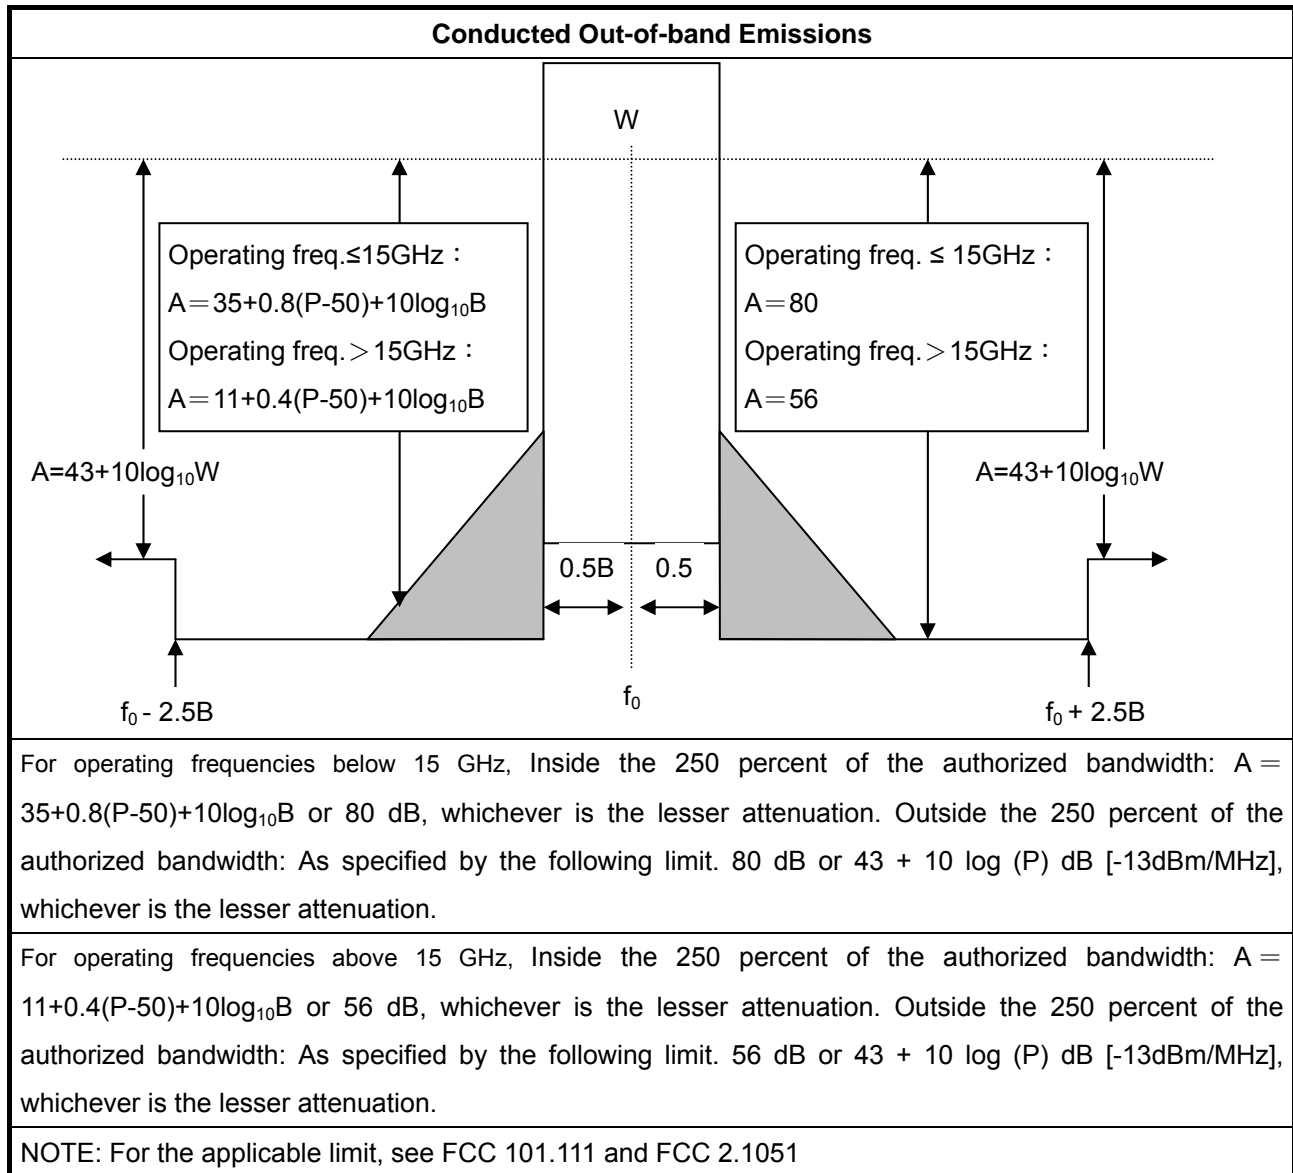 Conducted Out-of-band Emissions
W
Operating freq.≤15GHz：
A＝35+0.8(P-50)+10log₁₀B
Operating freq.＞15GHz：
A＝11+0.4(P-50)+10log₁₀B
Operating freq. ≤ 15GHz：
A＝80
Operating freq.＞15GHz：
A＝56
A=43+10log₁₀W
A=43+10log₁₀W
0.5B
0.5
f₀ - 2.5B
f₀
f₀ + 2.5B
For operating frequencies below 15 GHz, Inside the 250 percent of the authorized bandwidth: A＝
35+0.8(P-50)+10log₁₀B or 80 dB, whichever is the lesser attenuation. Outside the 250 percent of the
authorized bandwidth: As specified by the following limit. 80 dB or 43 + 10 log (P) dB [-13dBm/MHz],
whichever is the lesser attenuation.
For operating frequencies above 15 GHz, Inside the 250 percent of the authorized bandwidth: A＝
11+0.4(P-50)+10log₁₀B or 56 dB, whichever is the lesser attenuation. Outside the 250 percent of the
authorized bandwidth: As specified by the following limit. 56 dB or 43 + 10 log (P) dB [-13dBm/MHz],
whichever is the lesser attenuation.
NOTE: For the applicable limit, see FCC 101.111 and FCC 2.1051